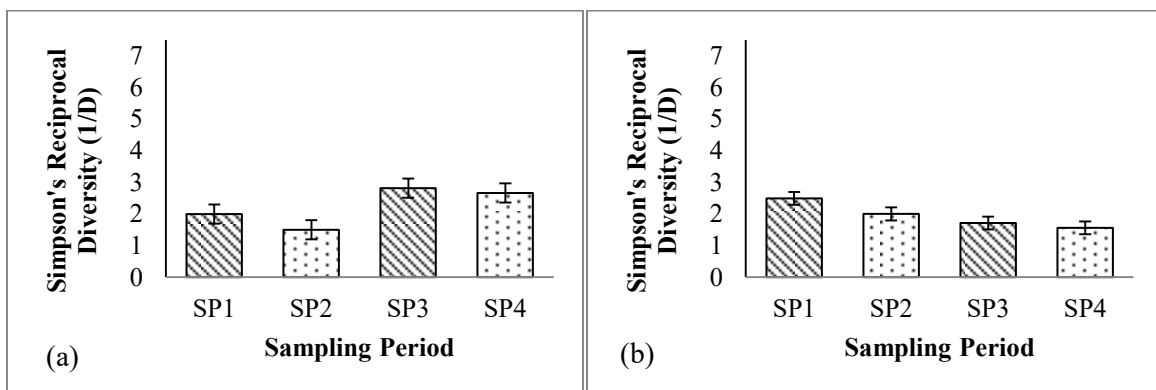 Simpson's Reciprocal
Diversity (1/D)
7
6
5
4
3
2
1
0
SP1 SP2 SP3 SP4
Sampling Period
(a)
Simpson's Reciprocal
Diversity (1/D)
7
6
5
4
3
2
1
0
SP1 SP2 SP3 SP4
Sampling Period
(b)